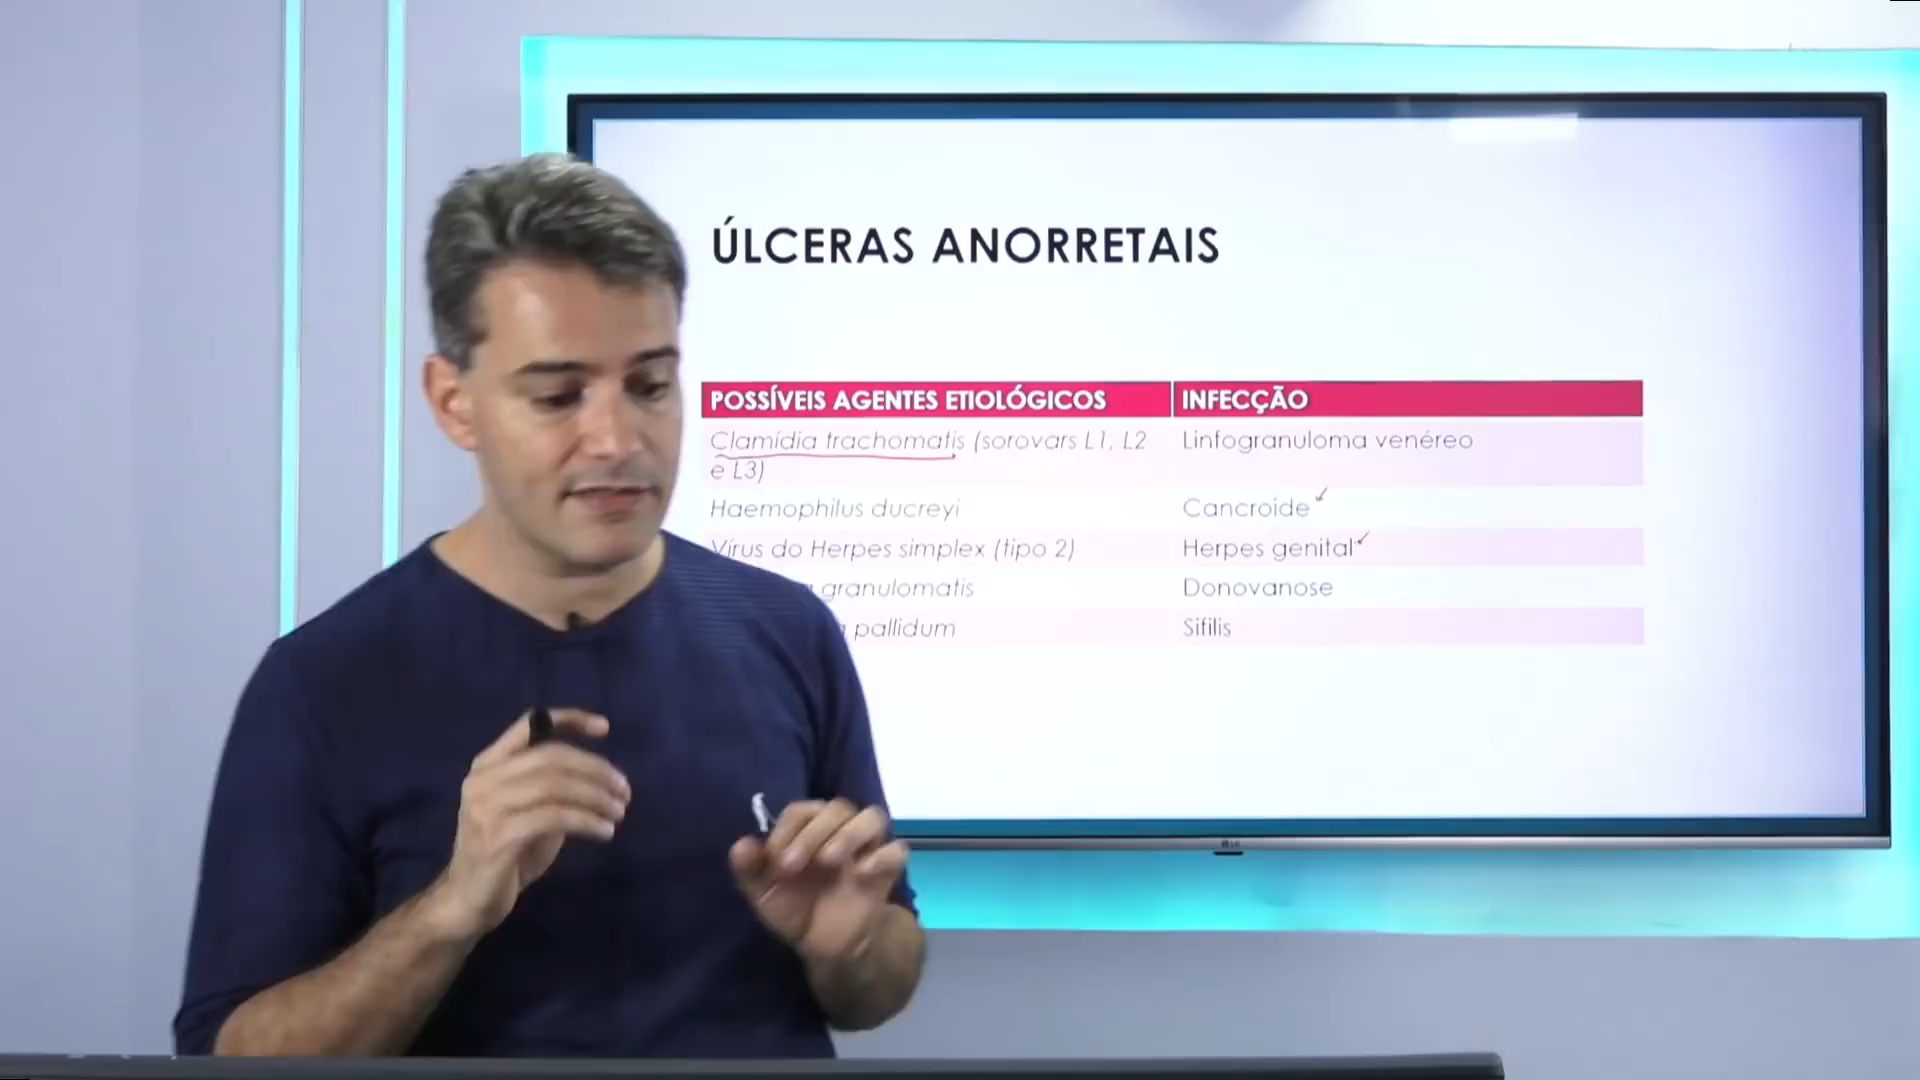 ÚLCERAS ANORRETAIS
POSSÍVEIS AGENTES ETIOLÓGICOS INFECÇÃO
Clamídia trachomatis (sorovars L1, L2 Linfogranuloma venéreo
e L3)
Haemophilus ducreyi Cancroide
Vírus do Herpes simplex (tipo 2) Herpes genital
granulomatis Donovanose
pallidum Sífilis
LG